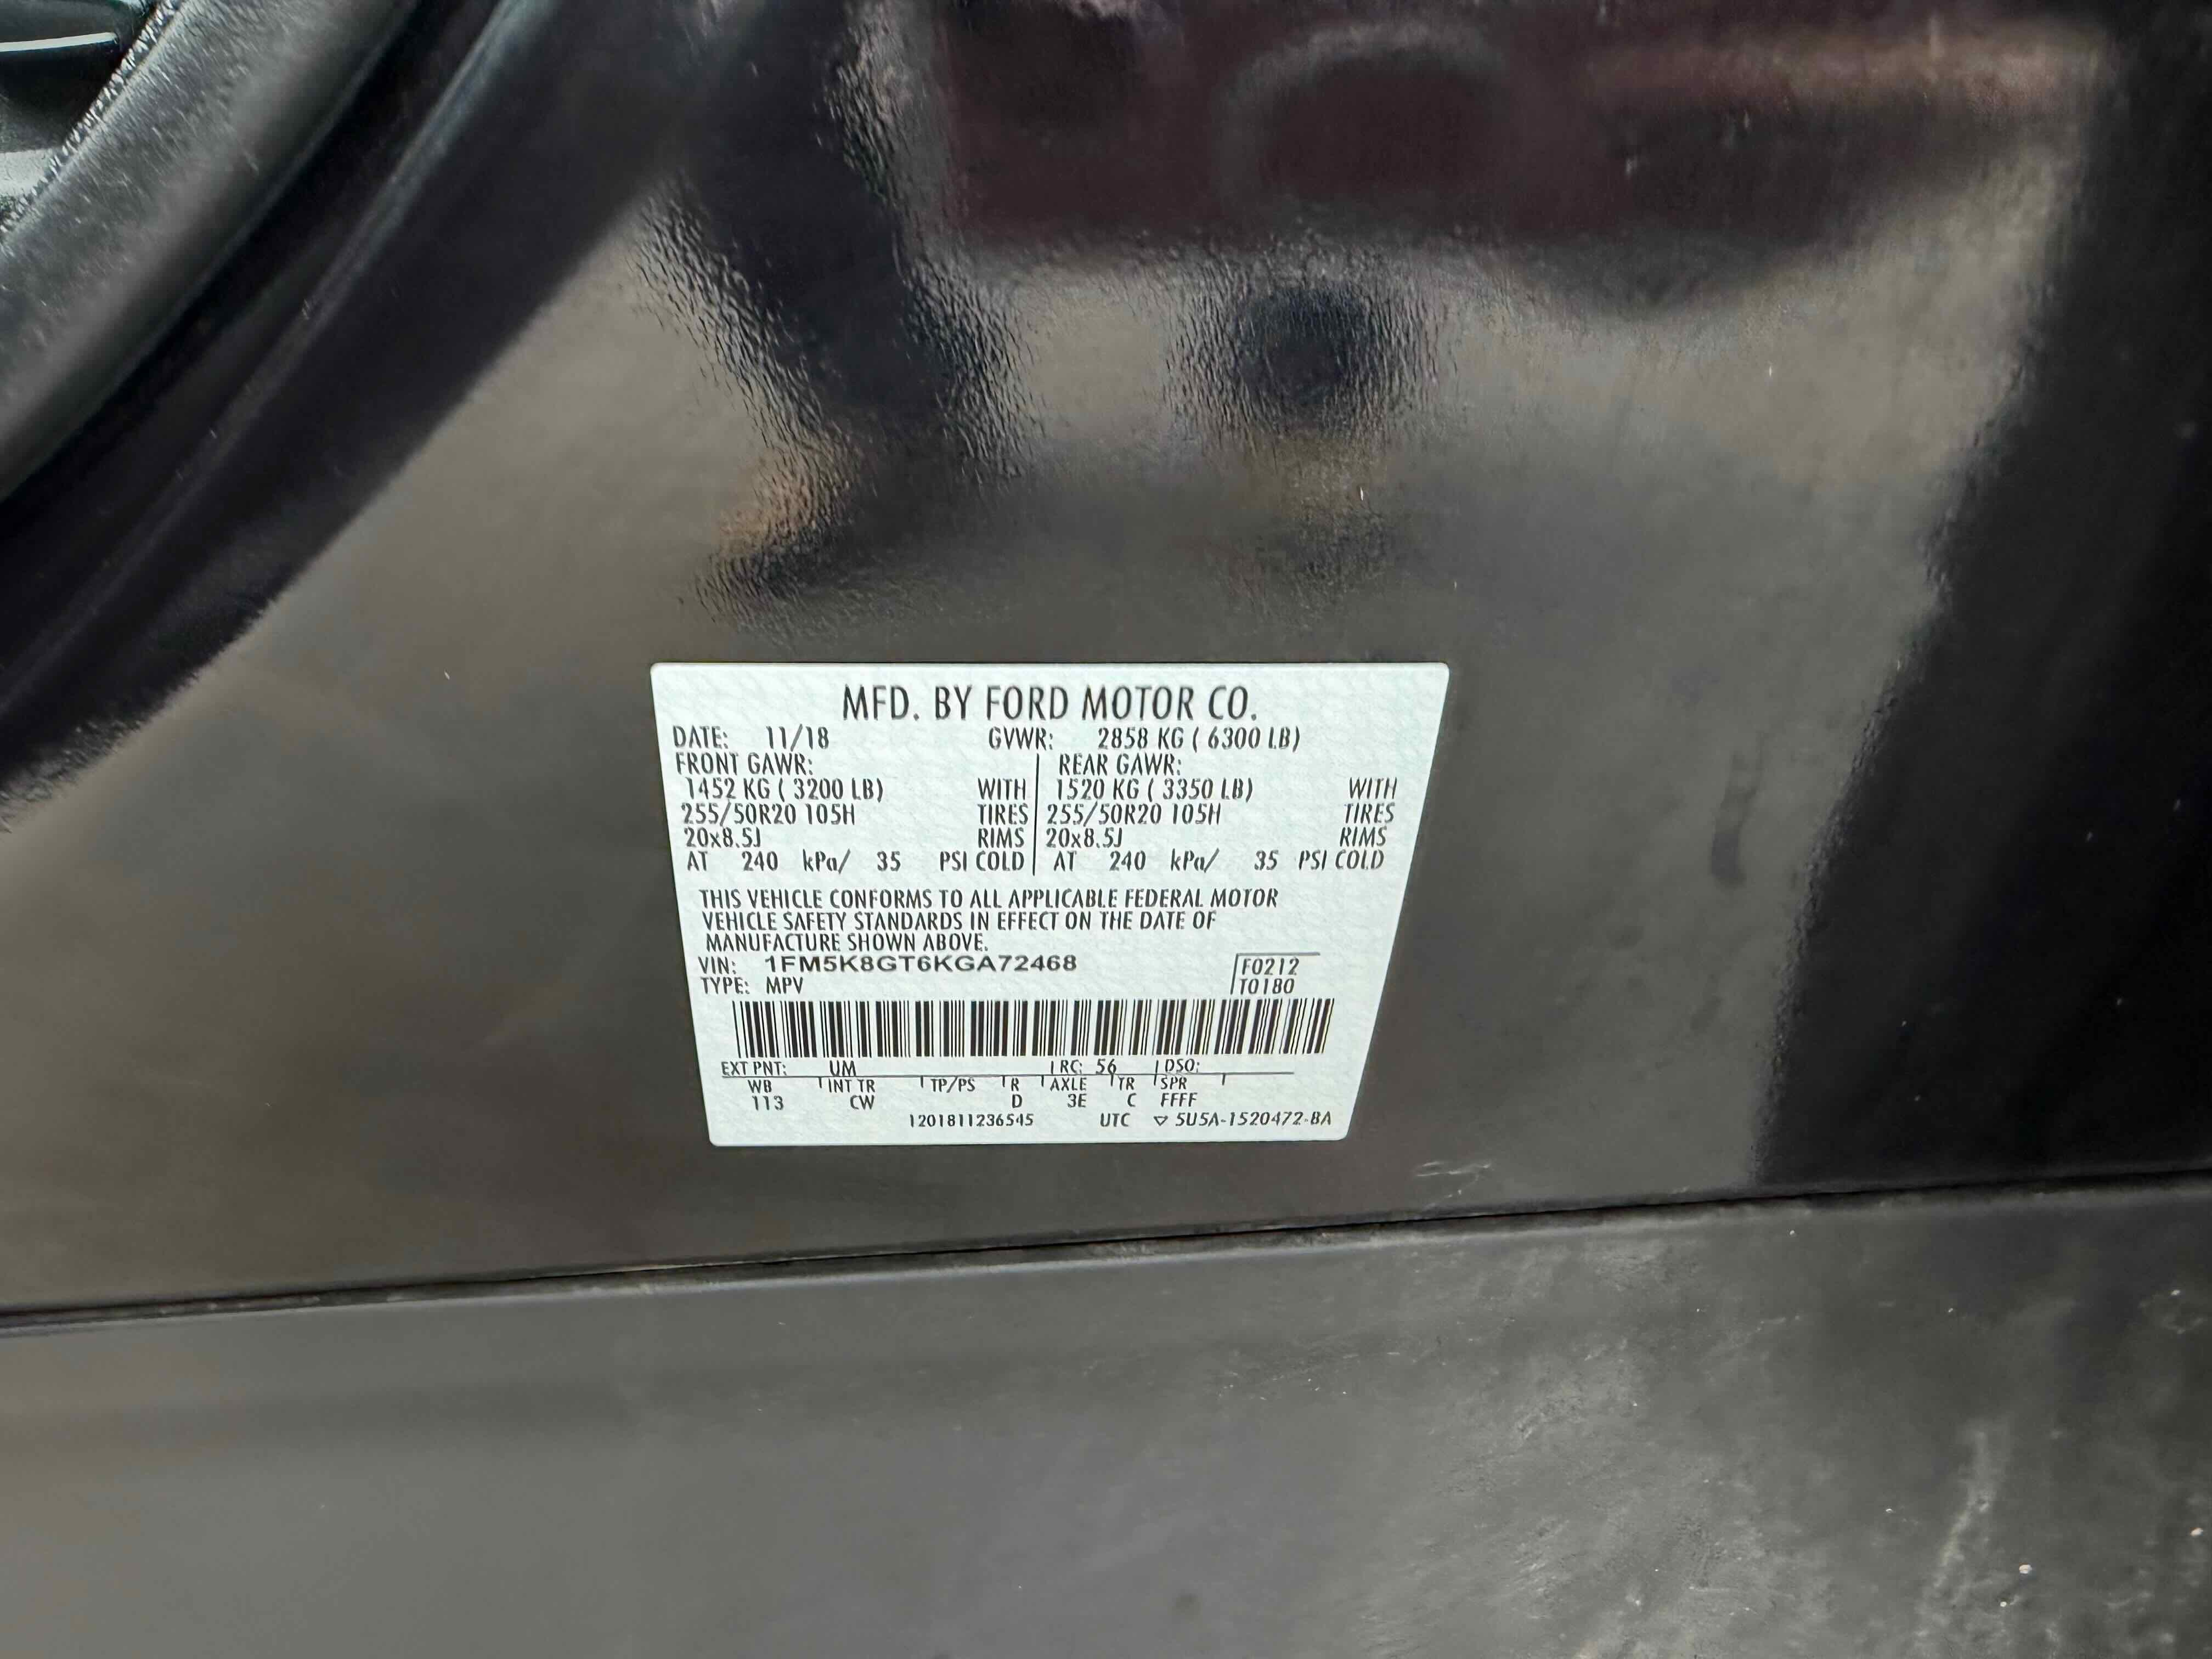 MFD. BY FORD MOTOR CO.
DATE: 11/18 GVWR: 2858 KG ( 6300 LB)
FRONT GAWR: REAR GAWR:
1452 KG ( 3200 LB) WITH 1520 KG ( 3350 LB) WITH
255/50R20 105H TIRES 255/50R20 105H TIRES
20x8.5J RIMS 20x8.5J RIMS
AT 240 kPa/ 35 PSI COLD AT 240 kPa/ 35 PSI COLD
THIS VEHICLE CONFORMS TO ALL APPLICABLE FEDERAL MOTOR
VEHICLE SAFETY STANDARDS IN EFFECT ON THE DATE OF
MANUFACTURE SHOWN ABOVE.
VIN: 1FM5K8GT6KGA72468 F0212
TYPE: MPV T0180
EXT PNT: UM RC: 56 DSO:
WB INT TR TP/PS R AXLE TR SPR
113 CW D 3E C FFFF
1201811236545 UTC ▽ 5U5A-1520472-BA